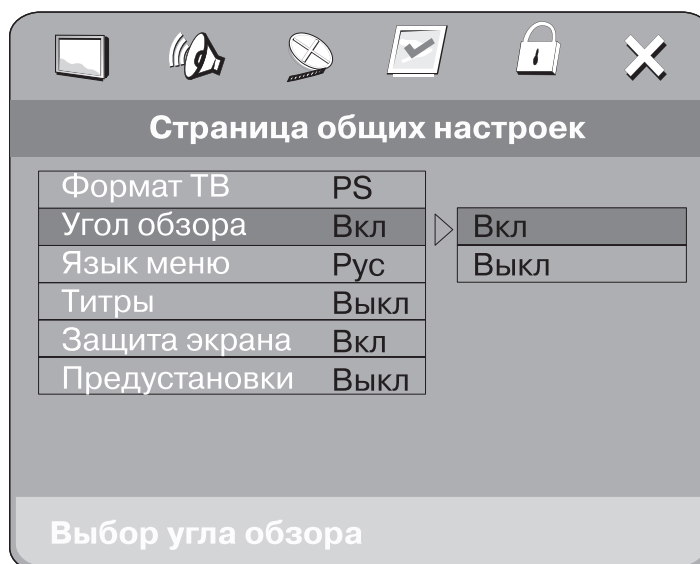 Страница общих настроек
Формат ТВ PS
Угол обзора Вкл Вкл
Язык меню Рус Выкл
Титры Выкл
Защита экрана Вкл
Предустановки Выкл
Выбор угла обзора